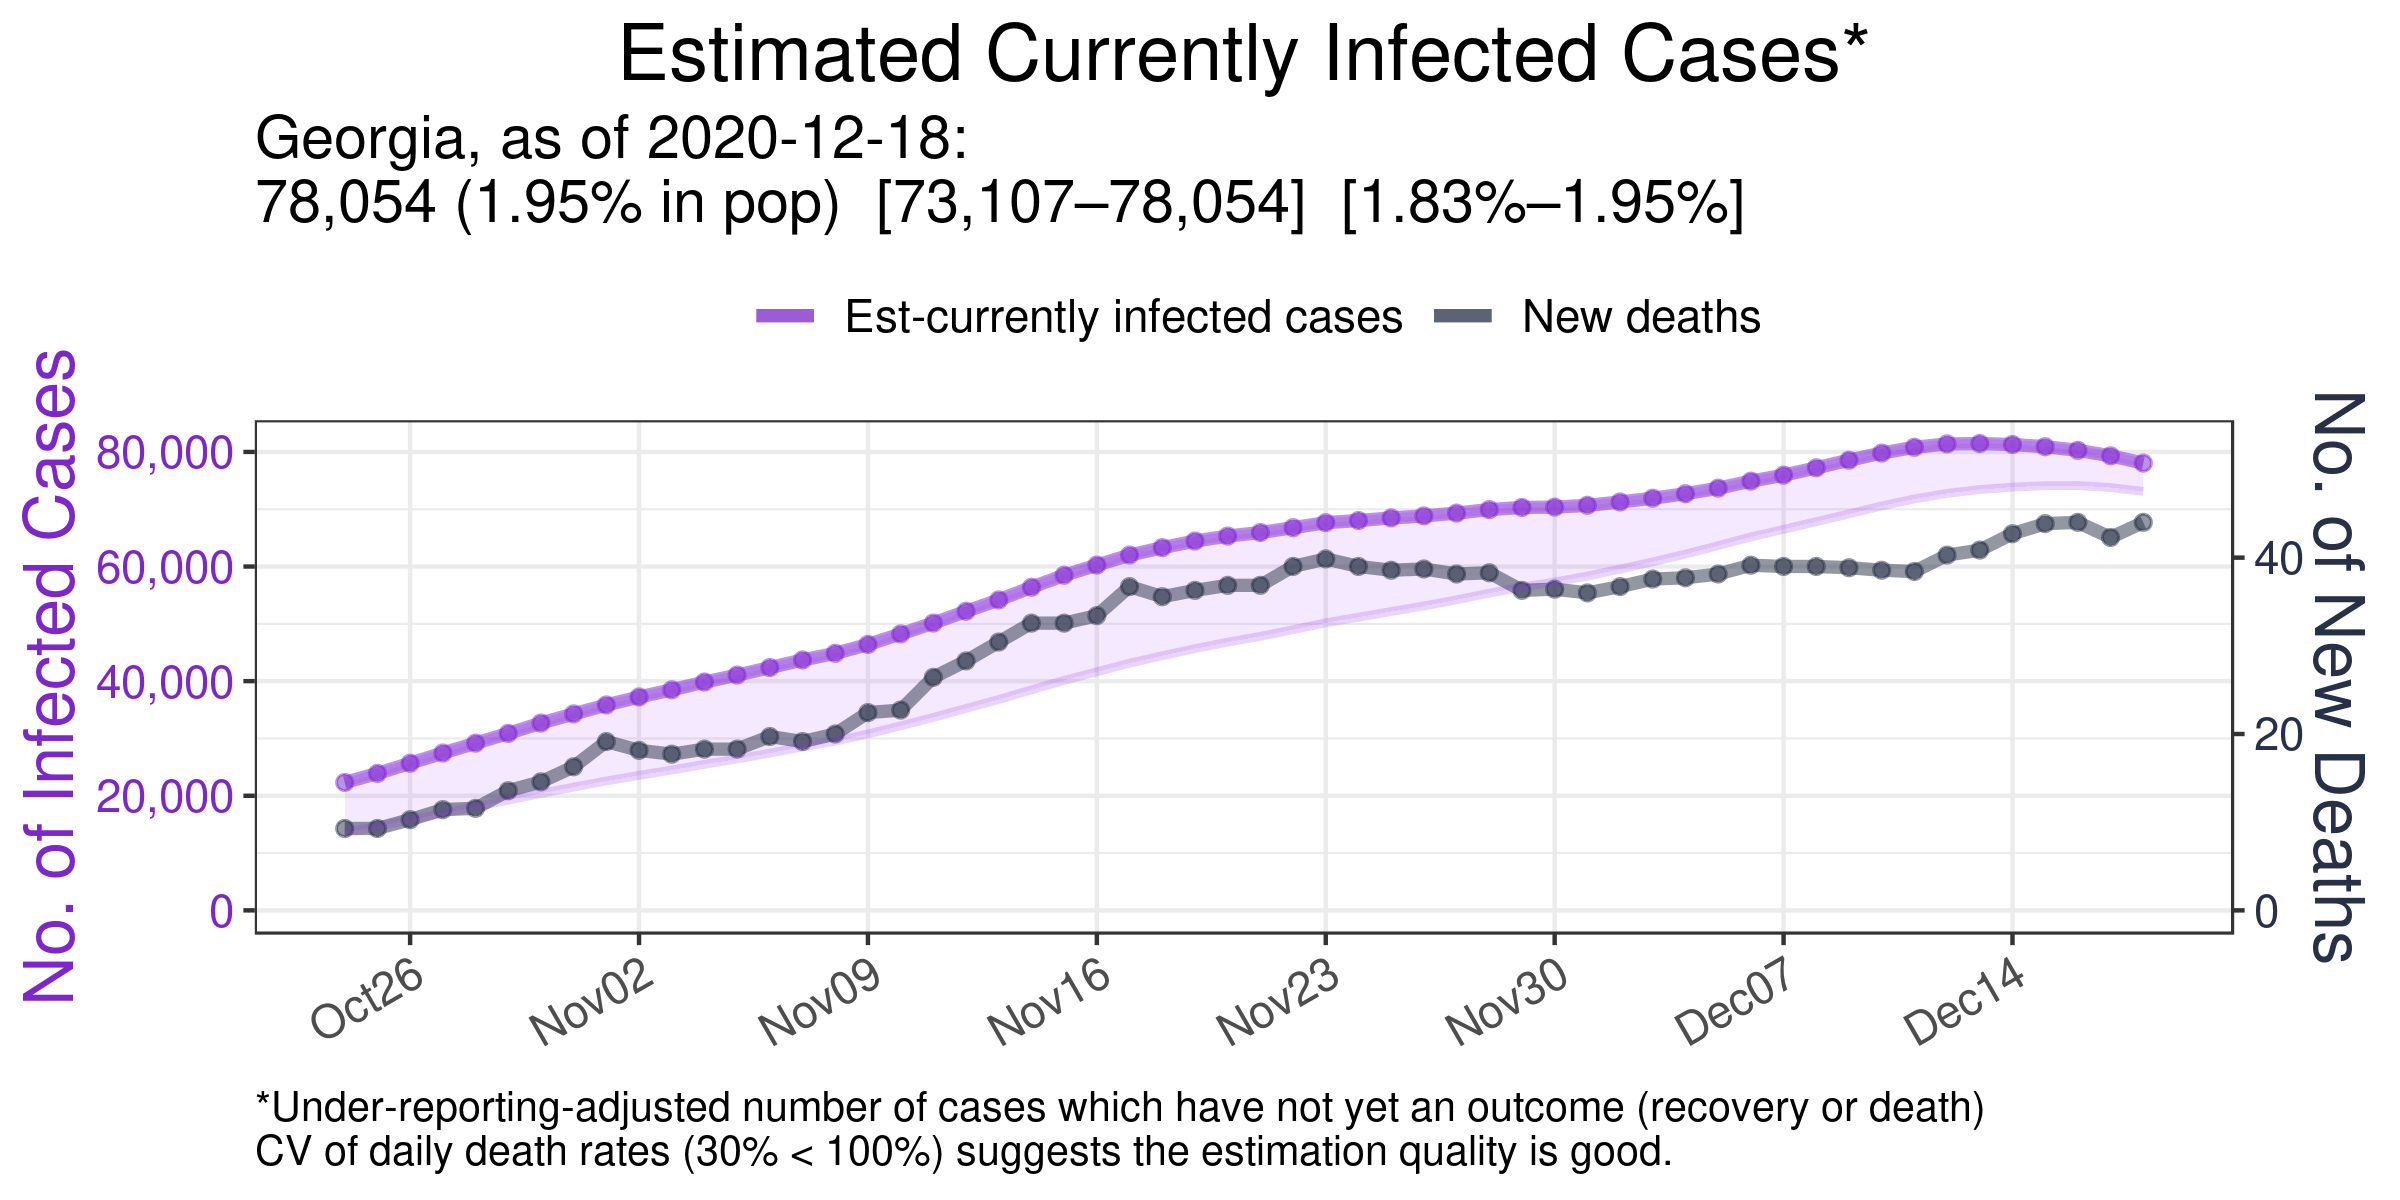 Estimated Currently Infected Cases*
Georgia, as of 2020-12-18:
78,054 (1.95% in pop)  [73,107–78,054]  [1.83%–1.95%]
Est-currently infected cases
New deaths
No. of Infected Cases
80,000
60,000
40,000
20,000
0
No. of New Deaths
40
20
0
Oct26
Nov02
Nov09
Nov16
Nov23
Nov30
Dec07
Dec14
*Under-reporting-adjusted number of cases which have not yet an outcome (recovery or death)
CV of daily death rates (30% < 100%) suggests the estimation quality is good.